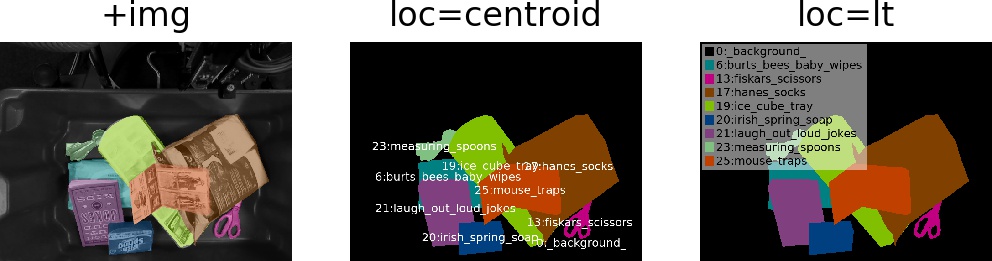 +img
loc=centroid
loc=lt
23:measuring_spoons
19:ice_cube_tray
17:hanes_socks
6:burts_bees_baby_wipes
25:mouse_traps
21:laugh_out_loud_jokes
13:fiskars_scissors
20:irish_spring_soap
0:_background_
0:_background_
6:burts_bees_baby_wipes
13:fiskars_scissors
17:hanes_socks
19:ice_cube_tray
20:irish_spring_soap
21:laugh_out_loud_jokes
23:measuring_spoons
25:mouse_traps